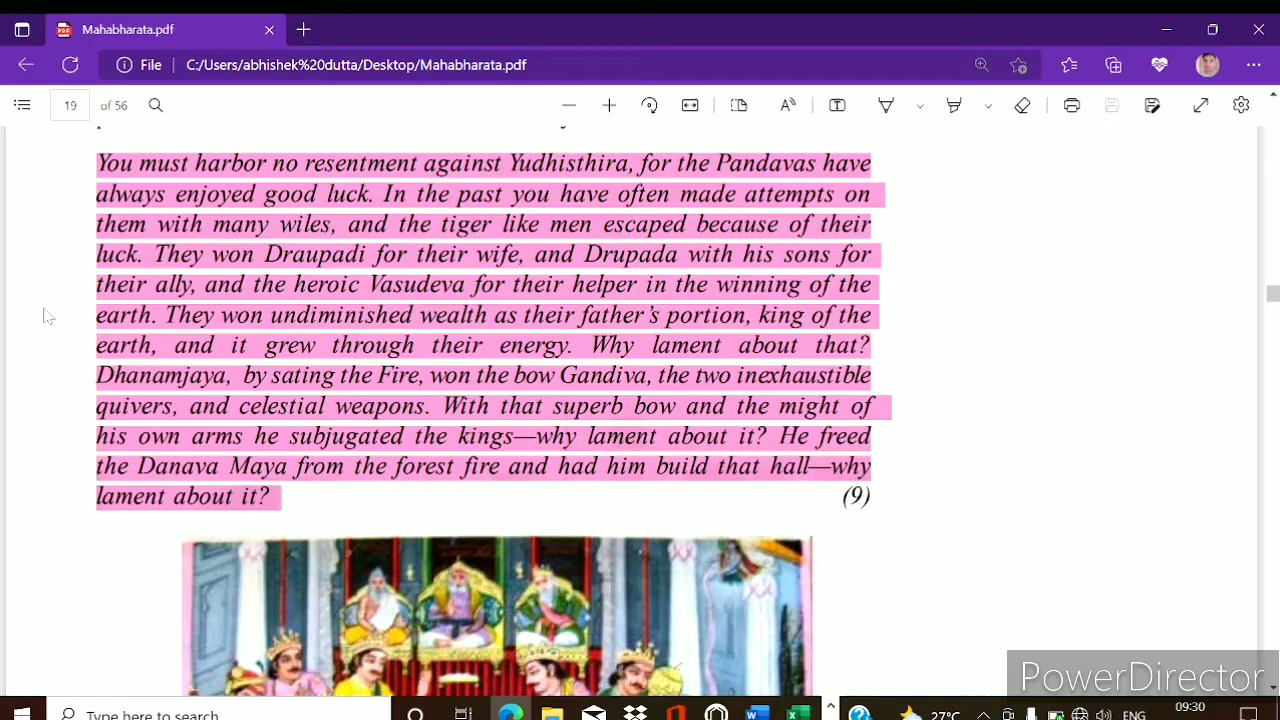 Mahabharata.pdf
File
C:/Users/abhishek%20dutta/Desktop/Mahabharata.pdf
19 of 56
You must harbor no resentment against Yudhisthira, for the Pandavas have
always enjoyed good luck. In the past you have often made attempts on
them with many wiles, and the tiger like men escaped because of their
luck. They won Draupadi for their wife, and Drupada with his sons for
their ally, and the heroic Vasudeva for their helper in the winning of the
earth. They won undiminished wealth as their father's portion, king of the
earth, and it grew through their energy. Why lament about that?
Dhanamjaya, by sating the Fire, won the bow Gandiva, the two inexhaustible
quivers, and celestial weapons. With that superb bow and the might of
his own arms he subjugated the kings—why lament about it? He freed
the Danava Maya from the forest fire and had him build that hall—why
lament about it? (9)
PowerDirector
Type here to search
27°C
ENG
09:30